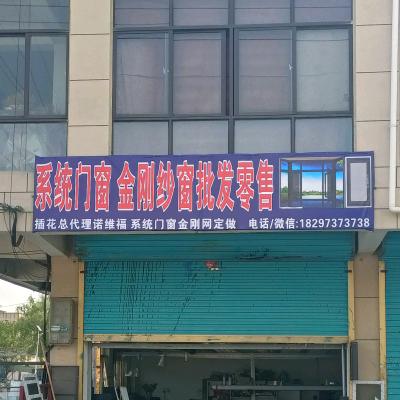 系统门窗 金刚纱窗批发零售
插花总代理诺维福 系统门窗金刚网定做 电话/微信:18297373738